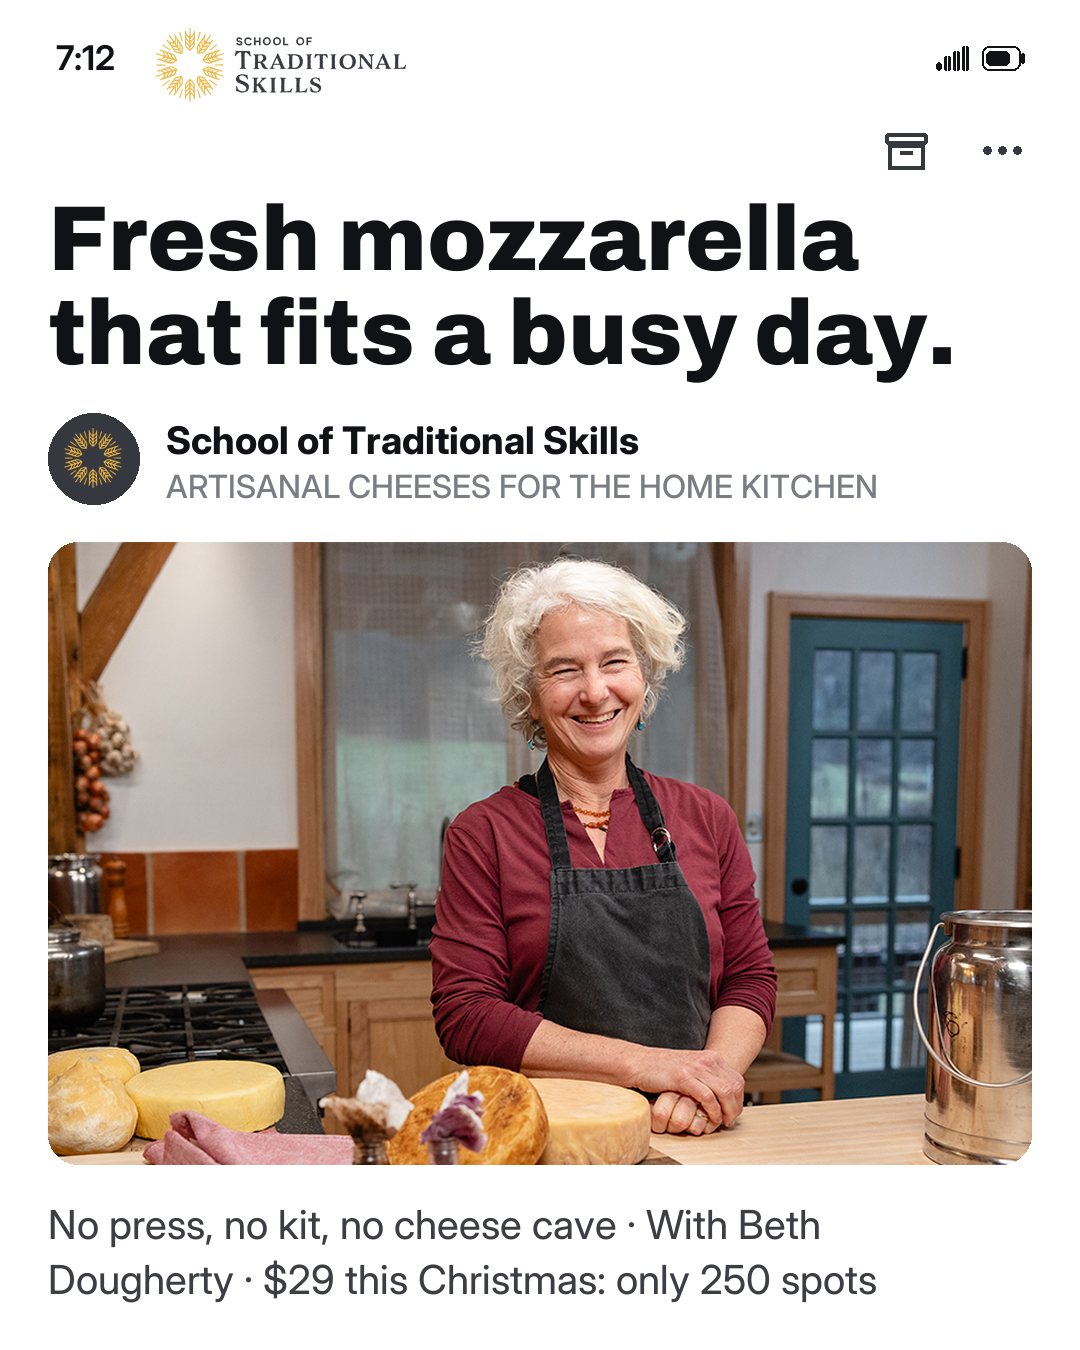 7:12
SCHOOL OF
TRADITIONAL
SKILLS
Fresh mozzarella
that fits a busy day.
School of Traditional Skills
ARTISANAL CHEESES FOR THE HOME KITCHEN
No press, no kit, no cheese cave · With Beth
Dougherty · $29 this Christmas: only 250 spots